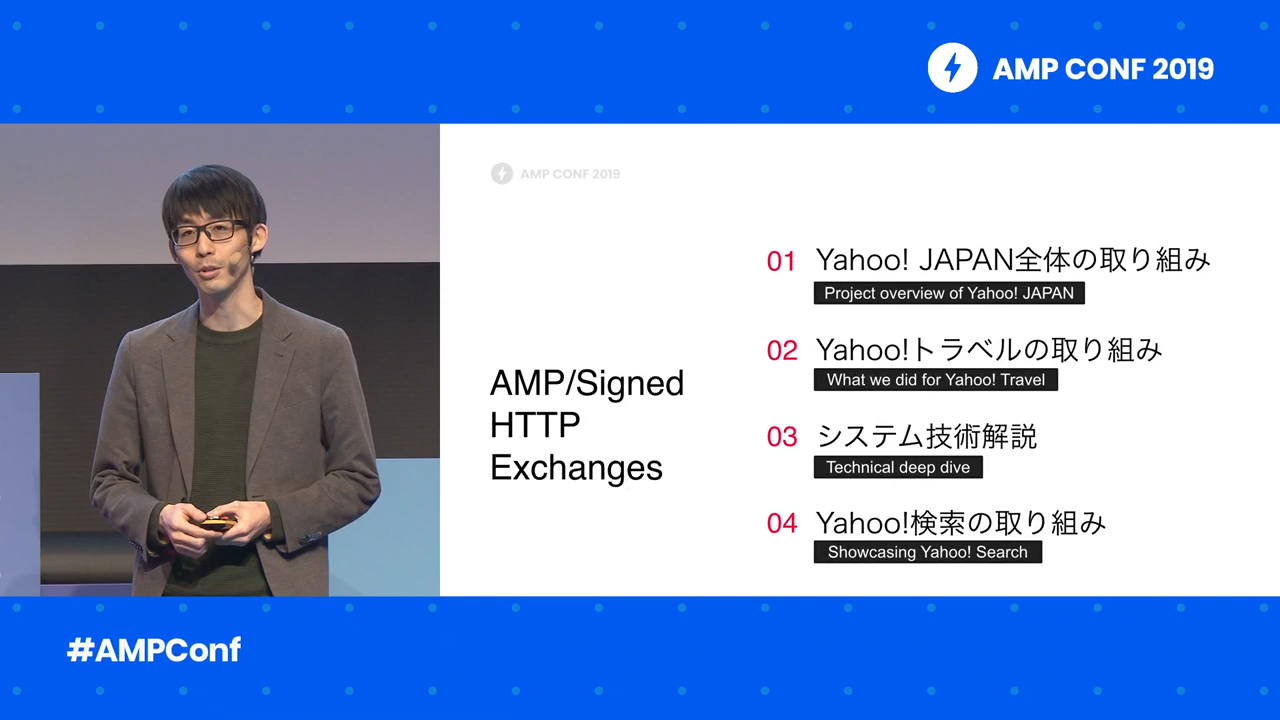 AMP CONF 2019
AMP CONF 2019
AMP/Signed
HTTP
Exchanges
01 Yahoo! JAPAN全体の取り組み
Project overview of Yahoo! JAPAN
02 Yahoo!トラベルの取り組み
What we did for Yahoo! Travel
03 システム技術解説
Technical deep dive
04 Yahoo!検索の取り組み
Showcasing Yahoo! Search
#AMPConf